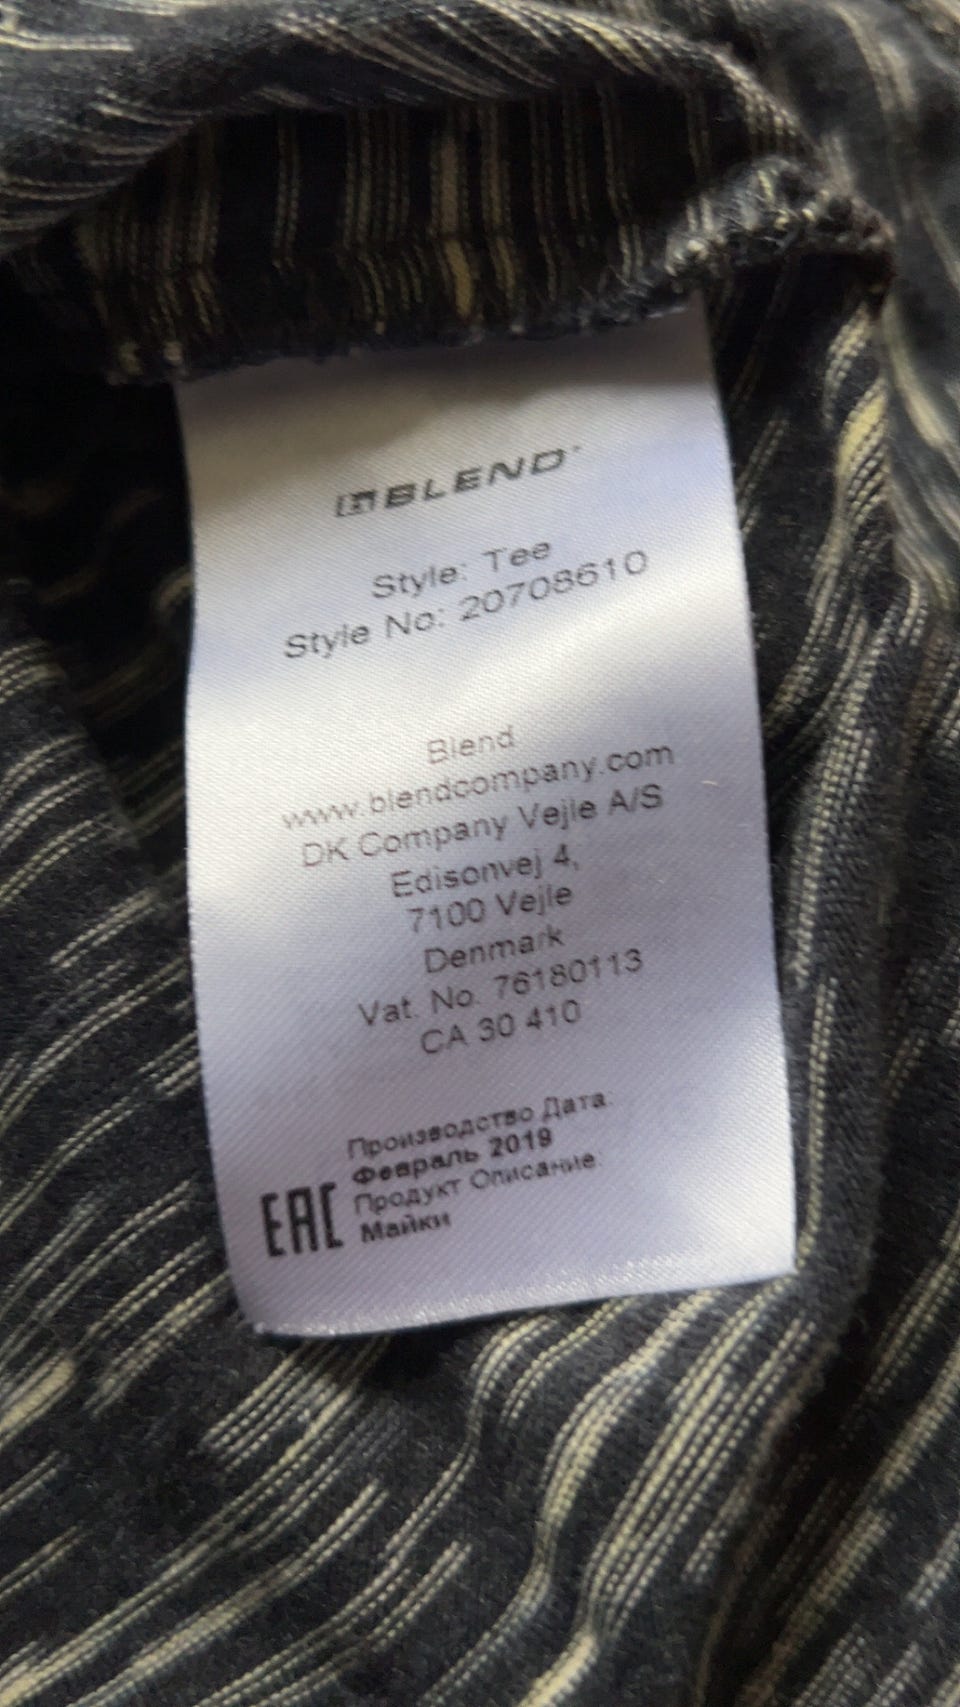 BLEND
Style: Tee
Style No: 20708610
Blend
www.blendcompany.com
DK Company Vejle A/S
Edisonvej 4,
7100 Vejle
Denmark
Vat. No. 76180113
CA 30 410
Производство Дата:
Февраль 2019
Продукт Описание:
Майки
EAC